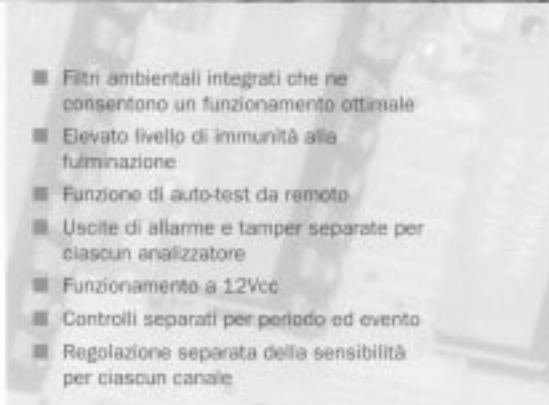 Filtri ambientali integrati che ne
consentono un funzionamento ottimale
Elevato livello di immunità alla
fulminazione
Funzione di auto-test da remoto
Uscite di allarme e tamper separate per
ciascun analizzatore
Funzionamento a 12Vcc
Controlli separati per periodo ed evento
Regolazione separata della sensibilità
per ciascun canale